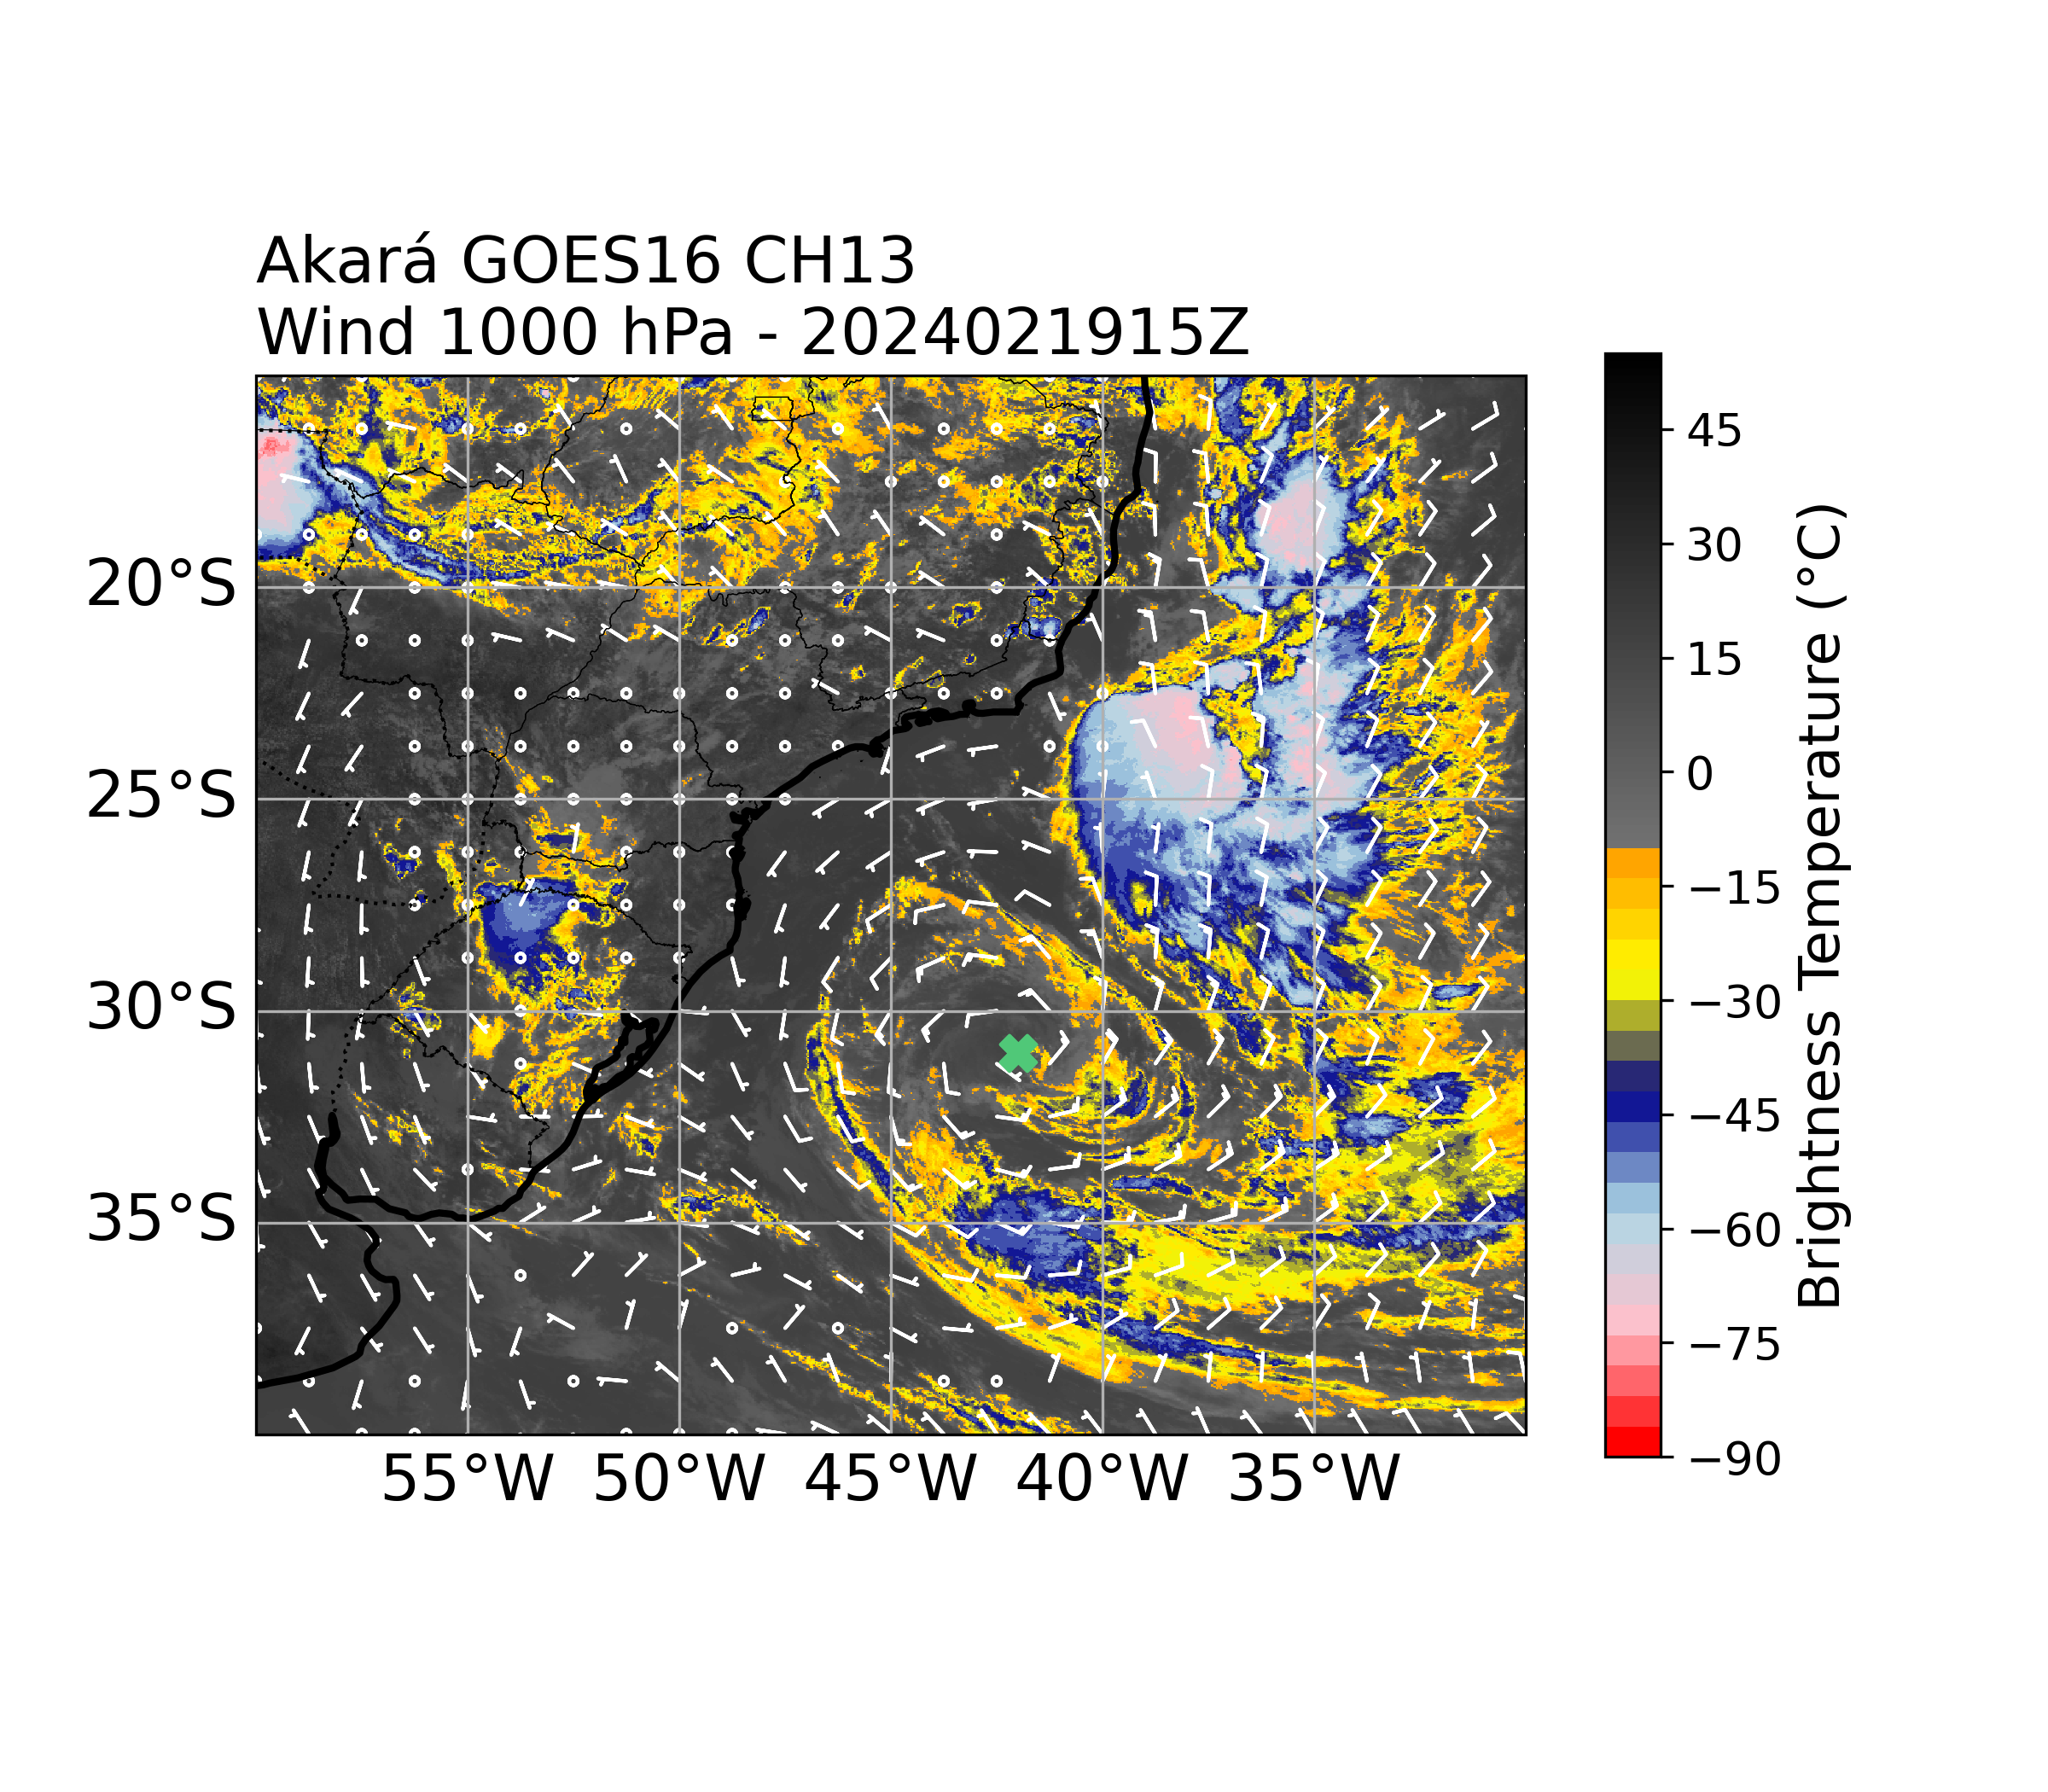 Akará GOES16 CH13
Wind 1000 hPa - 2024021915Z
20°S
25°S
30°S
35°S
55°W 50°W 45°W 40°W 35°W
45
30
15
0
−15
−30
−45
−60
−75
−90
Brightness Temperature (°C)